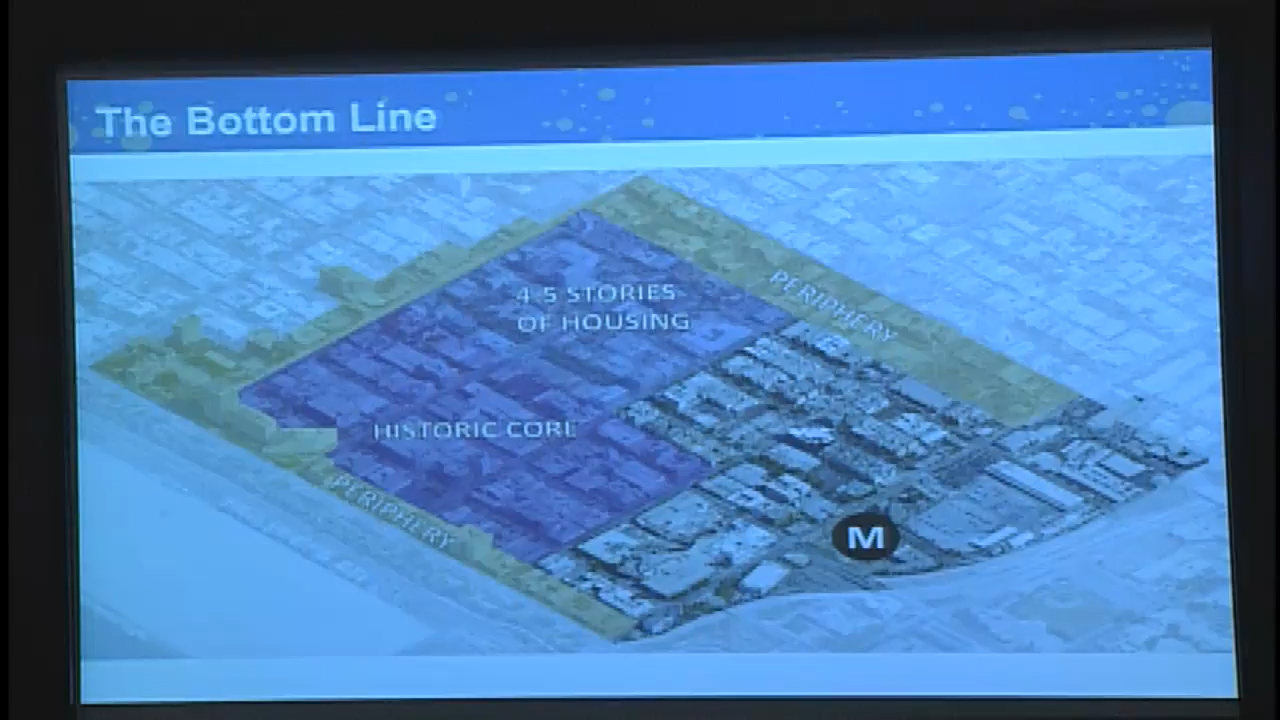 The Bottom Line
4-5 STORIES
OF HOUSING
PERIPHERY
HISTORIC CORE
PERIPHERY
M